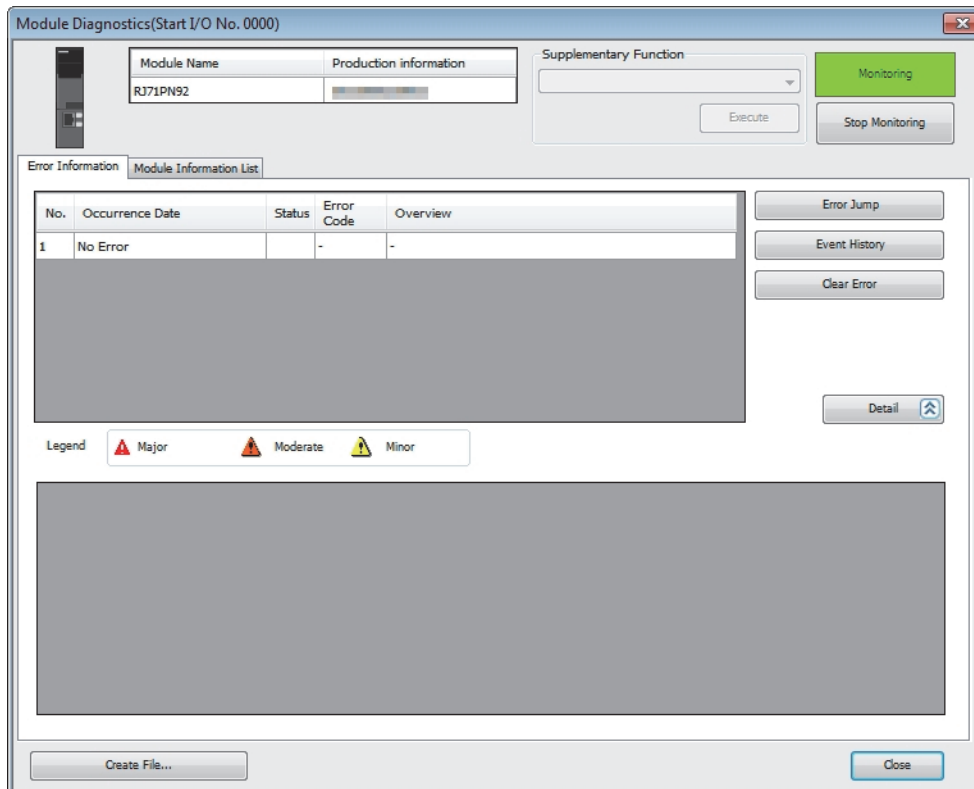 Module Diagnostics(Start I/O No. 0000)
Module Name Production information
RJ71PN92
Supplementary Function
Execute
Monitoring
Stop Monitoring
Error Information Module Information List
No. Occurrence Date Status Error Code Overview
1 No Error - -
Error Jump
Event History
Clear Error
Detail
Legend Major Moderate Minor
Create File... Close